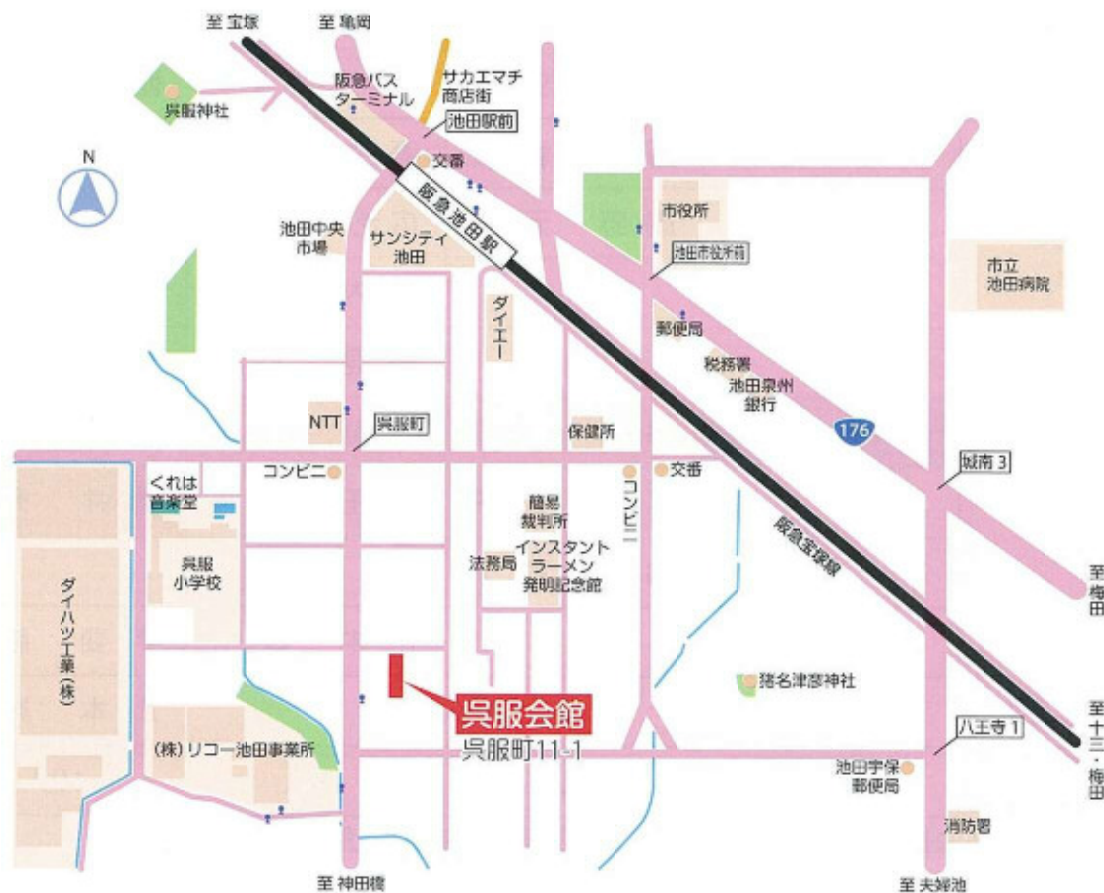 至 宝塚
至 亀岡
阪急バス
ターミナル
サカエマチ
商店街
池田駅前
呉服神社
交番
N
阪急池田駅
市役所
池田中央
市場
サンシティ
池田
池田市役所前
市立
池田病院
ダイエー
郵便局
税務署
池田泉州
銀行
NTT
呉服町
保健所
176
コンビニ
コンビニ
交番
城南3
くれは
音楽堂
簡易
裁判所
阪急宝塚線
呉服
小学校
法務局
インスタント
ラーメン
発明記念館
至 梅田
ダイハツ工業(株)
猪名津彦神社
呉服会館
呉服町11-1
(株)リコー池田事業所
八王寺1
至 十三・梅田
池田宇保
郵便局
消防署
至 神田橋
至 夫婦池